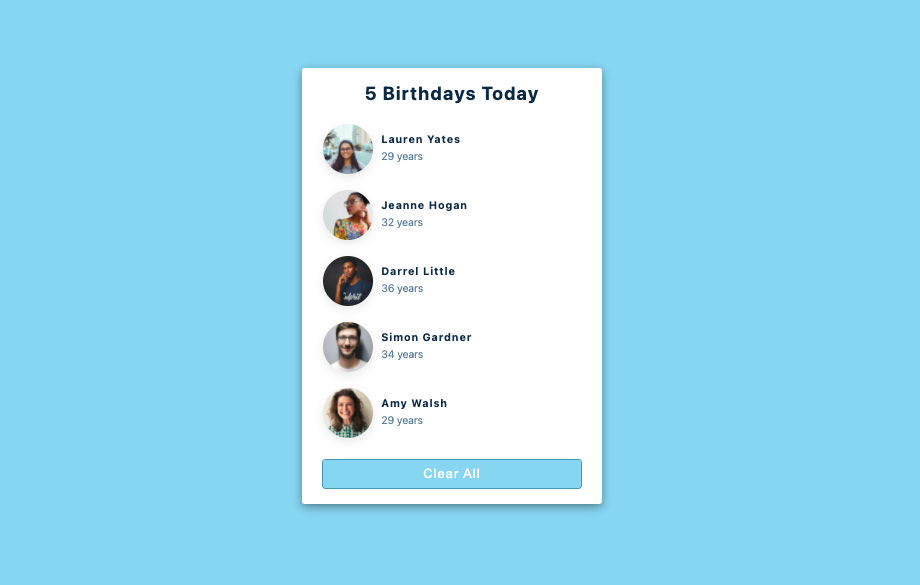 5 Birthdays Today
Lauren Yates
29 years
Jeanne Hogan
32 years
Darrel Little
36 years
Simon Gardner
34 years
Amy Walsh
29 years
Clear All